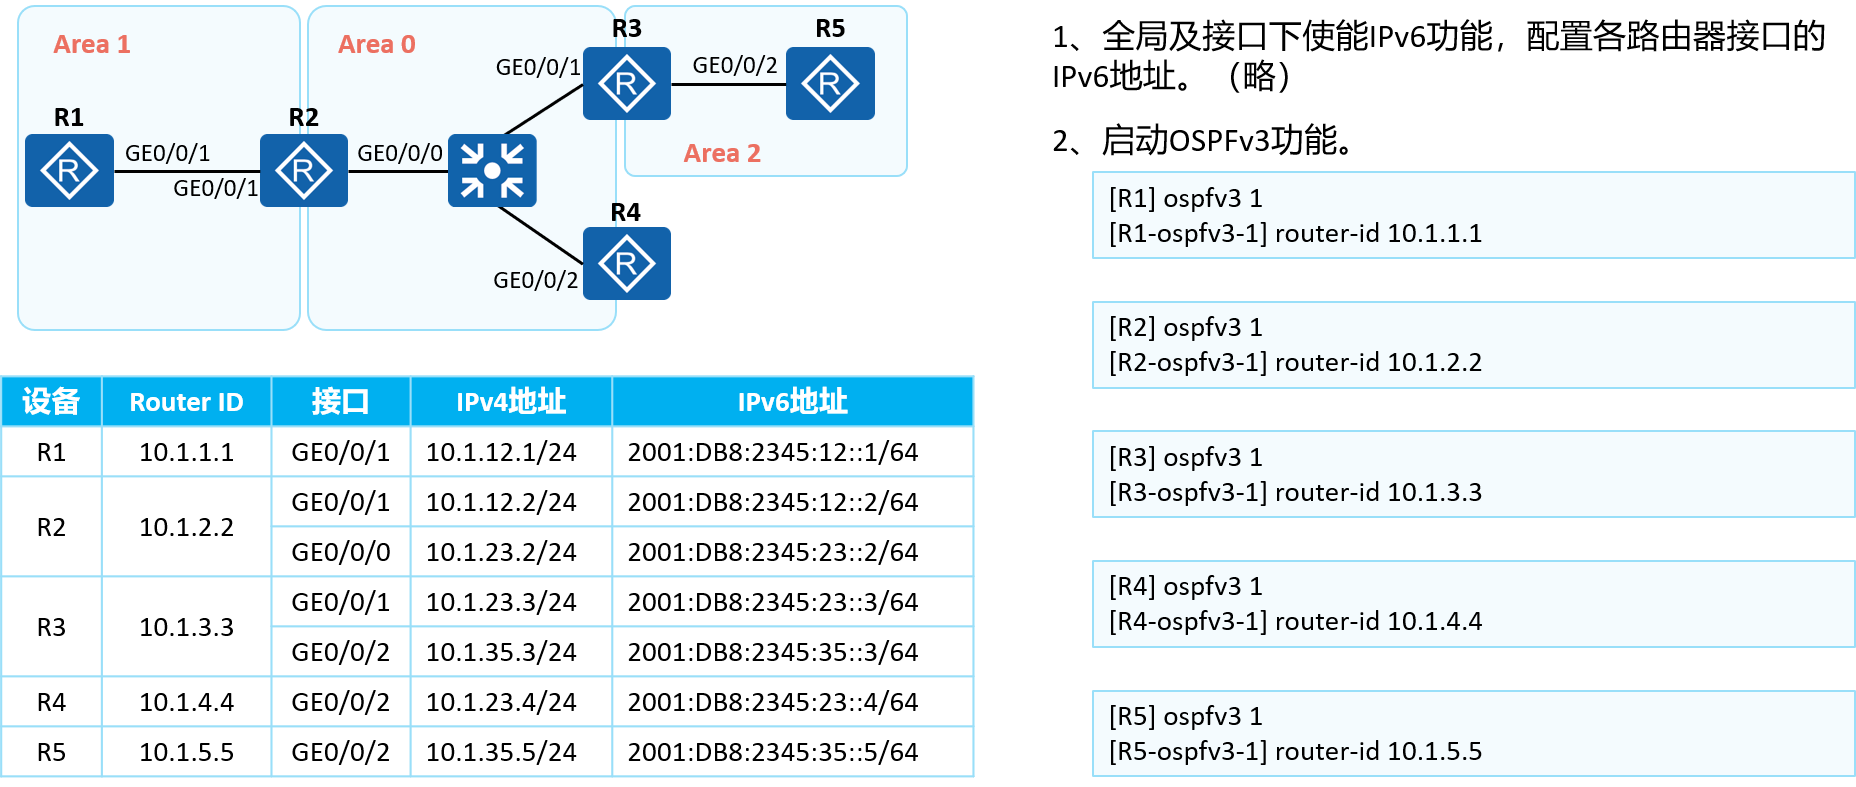 Area 1
Area 0
R3
R5
GE0/0/1
GE0/0/2
R
R
R1
R2
Area 2
GE0/0/1
GE0/0/0
R
R
GE0/0/1
R4
R
GE0/0/2
设备 Router ID 接口 IPv4地址 IPv6地址
R1 10.1.1.1 GE0/0/1 10.1.12.1/24 2001:DB8:2345:12::1/64
R2 10.1.2.2 GE0/0/1 10.1.12.2/24 2001:DB8:2345:12::2/64
GE0/0/0 10.1.23.2/24 2001:DB8:2345:23::2/64
R3 10.1.3.3 GE0/0/1 10.1.23.3/24 2001:DB8:2345:23::3/64
GE0/0/2 10.1.35.3/24 2001:DB8:2345:35::3/64
R4 10.1.4.4 GE0/0/2 10.1.23.4/24 2001:DB8:2345:23::4/64
R5 10.1.5.5 GE0/0/2 10.1.35.5/24 2001:DB8:2345:35::5/64
1、全局及接口下使能IPv6功能，配置各路由器接口的
IPv6地址。（略）
2、启动OSPFv3功能。
[R1] ospfv3 1
[R1-ospfv3-1] router-id 10.1.1.1
[R2] ospfv3 1
[R2-ospfv3-1] router-id 10.1.2.2
[R3] ospfv3 1
[R3-ospfv3-1] router-id 10.1.3.3
[R4] ospfv3 1
[R4-ospfv3-1] router-id 10.1.4.4
[R5] ospfv3 1
[R5-ospfv3-1] router-id 10.1.5.5